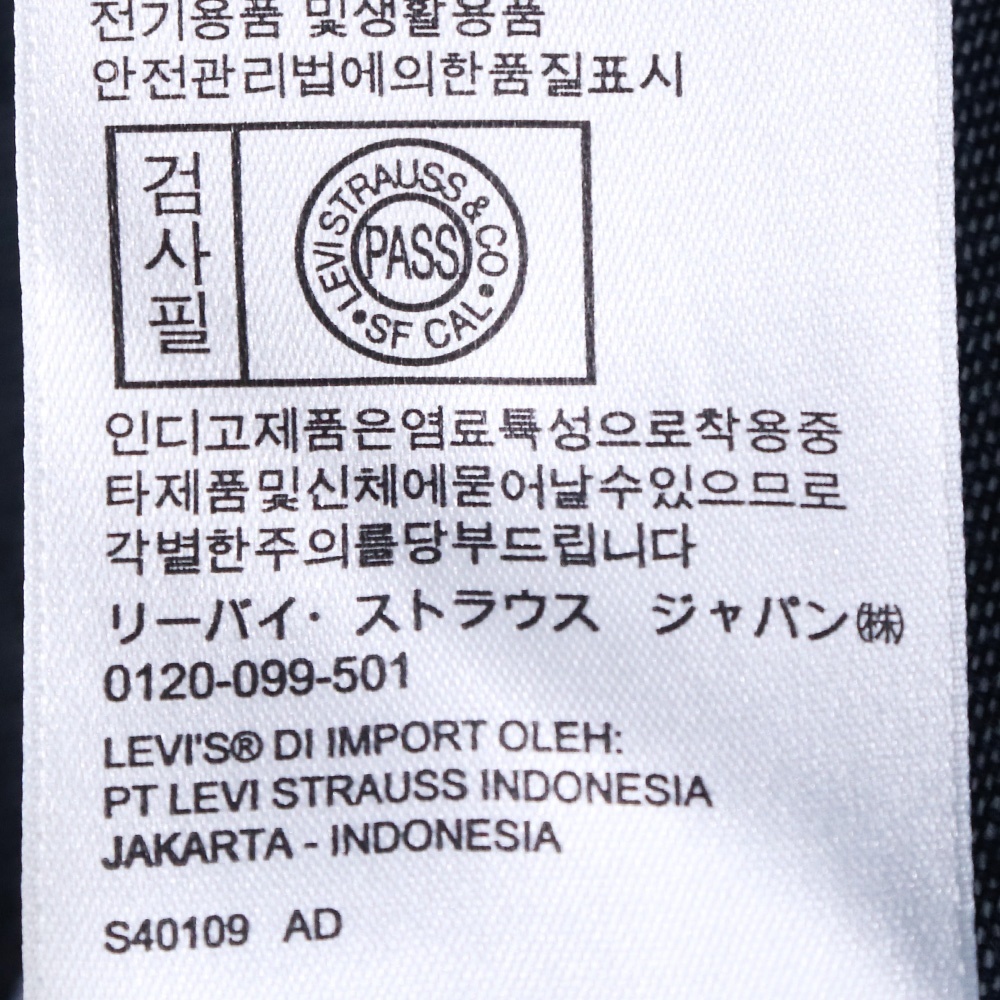 전기용품 및생활용품
안전관리법에의한품질표시
검
사
필
LEVI STRAUSS & CO
PASS
• SF CAL •
인디고제품은염료특성으로착용중
타제품및신체에묻어날수있으므로
각별한주의를당부드립니다
リーバイ・ストラウス ジャパン㈱
0120-099-501
LEVI'S® DI IMPORT OLEH:
PT LEVI STRAUSS INDONESIA
JAKARTA - INDONESIA
S40109 AD